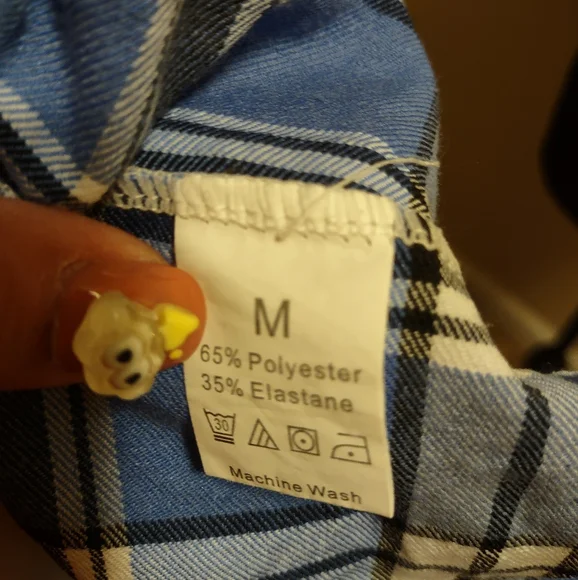 M
65% Polyester
35% Elastane
30
Machine Wash